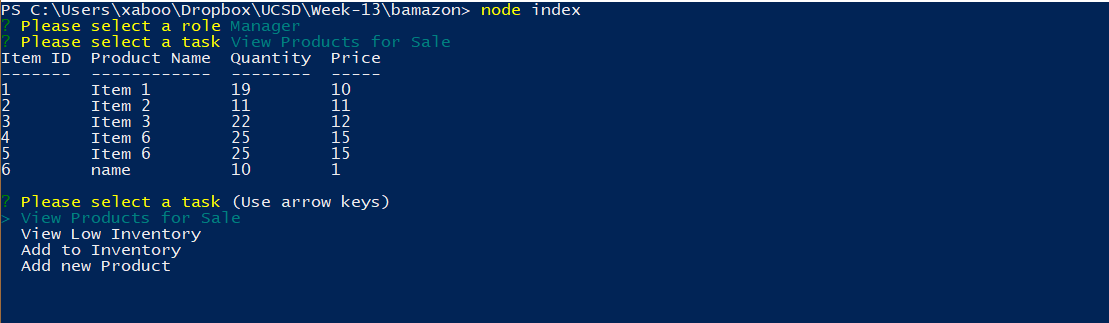 PS C:\Users\xaboo\Dropbox\UCSD\Week-13\bamazon> node index
? Please select a role Manager
? Please select a task View Products for Sale
Item ID  Product Name  Quantity  Price
-------  ------------  --------  -----
1        Item 1        19        10
2        Item 2        11        11
3        Item 3        22        12
4        Item 6        25        15
5        Item 6        25        15
6        name          10        1
? Please select a task (Use arrow keys)
> View Products for Sale
  View Low Inventory
  Add to Inventory
  Add new Product